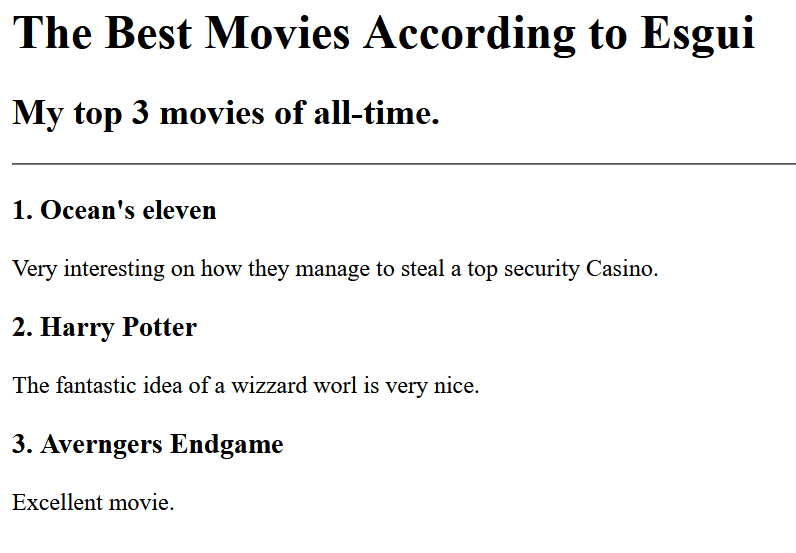 The Best Movies According to Esgui
My top 3 movies of all-time.
1. Ocean's eleven
Very interesting on how they manage to steal a top security Casino.
2. Harry Potter
The fantastic idea of a wizzard worl is very nice.
3. Averngers Endgame
Excellent movie.